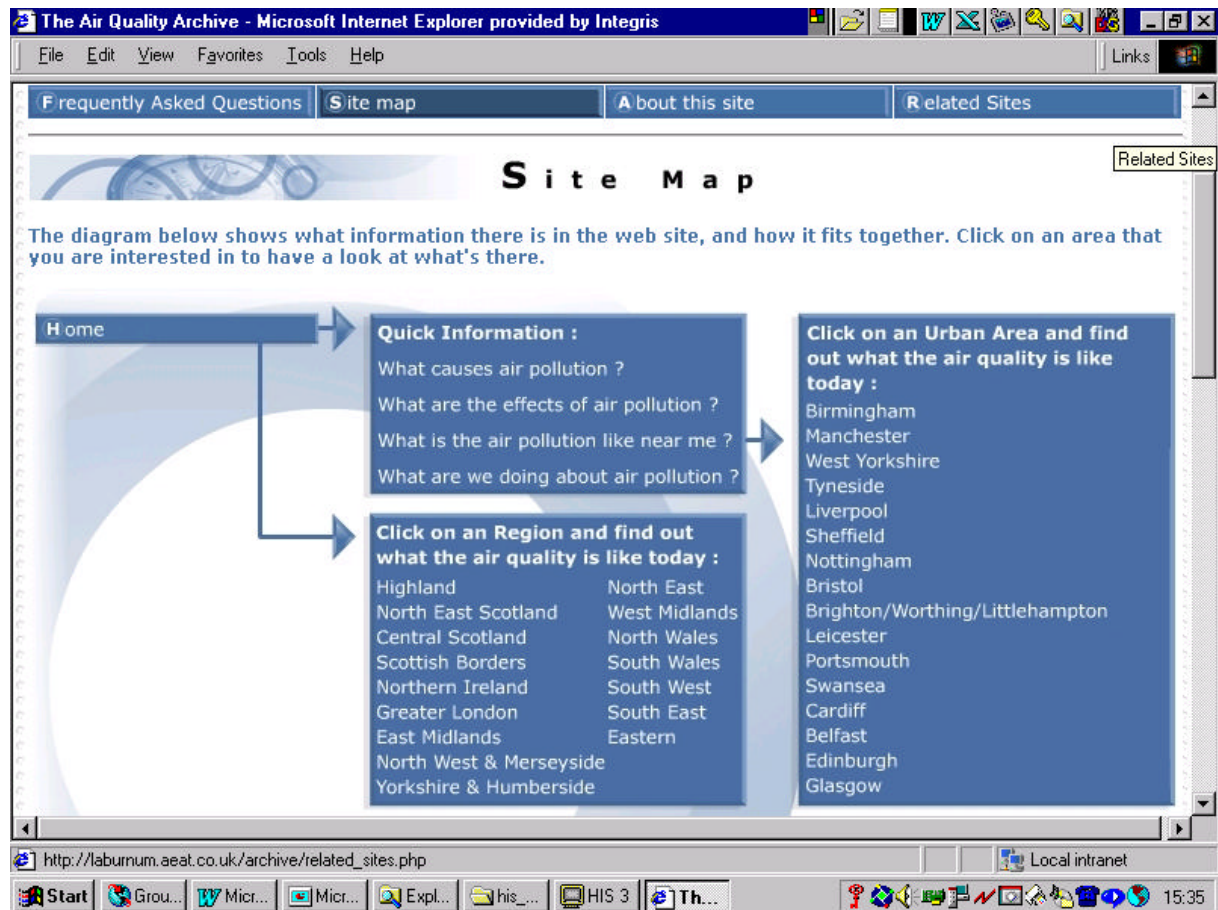 The Air Quality Archive - Microsoft Internet Explorer provided by Integris
File Edit View Favorites Tools Help
Links
Frequently Asked Questions
Site map
About this site
Related Sites
Related Sites
Site Map
The diagram below shows what information there is in the web site, and how it fits together. Click on an area that
you are interested in to have a look at what's there.
Home
Quick Information :
What causes air pollution ?
What are the effects of air pollution ?
What is the air pollution like near me ?
What are we doing about air pollution ?
Click on an Region and find out
what the air quality is like today :
Highland
North East Scotland
Central Scotland
Scottish Borders
Northern Ireland
Greater London
East Midlands
North West & Merseyside
Yorkshire & Humberside
North East
West Midlands
North Wales
South Wales
South West
South East
Eastern
Click on an Urban Area and find
out what the air quality is like
today :
Birmingham
Manchester
West Yorkshire
Tyneside
Liverpool
Sheffield
Nottingham
Bristol
Brighton/Worthing/Littlehampton
Leicester
Portsmouth
Swansea
Cardiff
Belfast
Edinburgh
Glasgow
http://laburnum.aeat.co.uk/archive/related_sites.php
Local intranet
Start
Grou...
Micr...
Micr...
Expl...
his_...
HIS 3
Th...
15:35